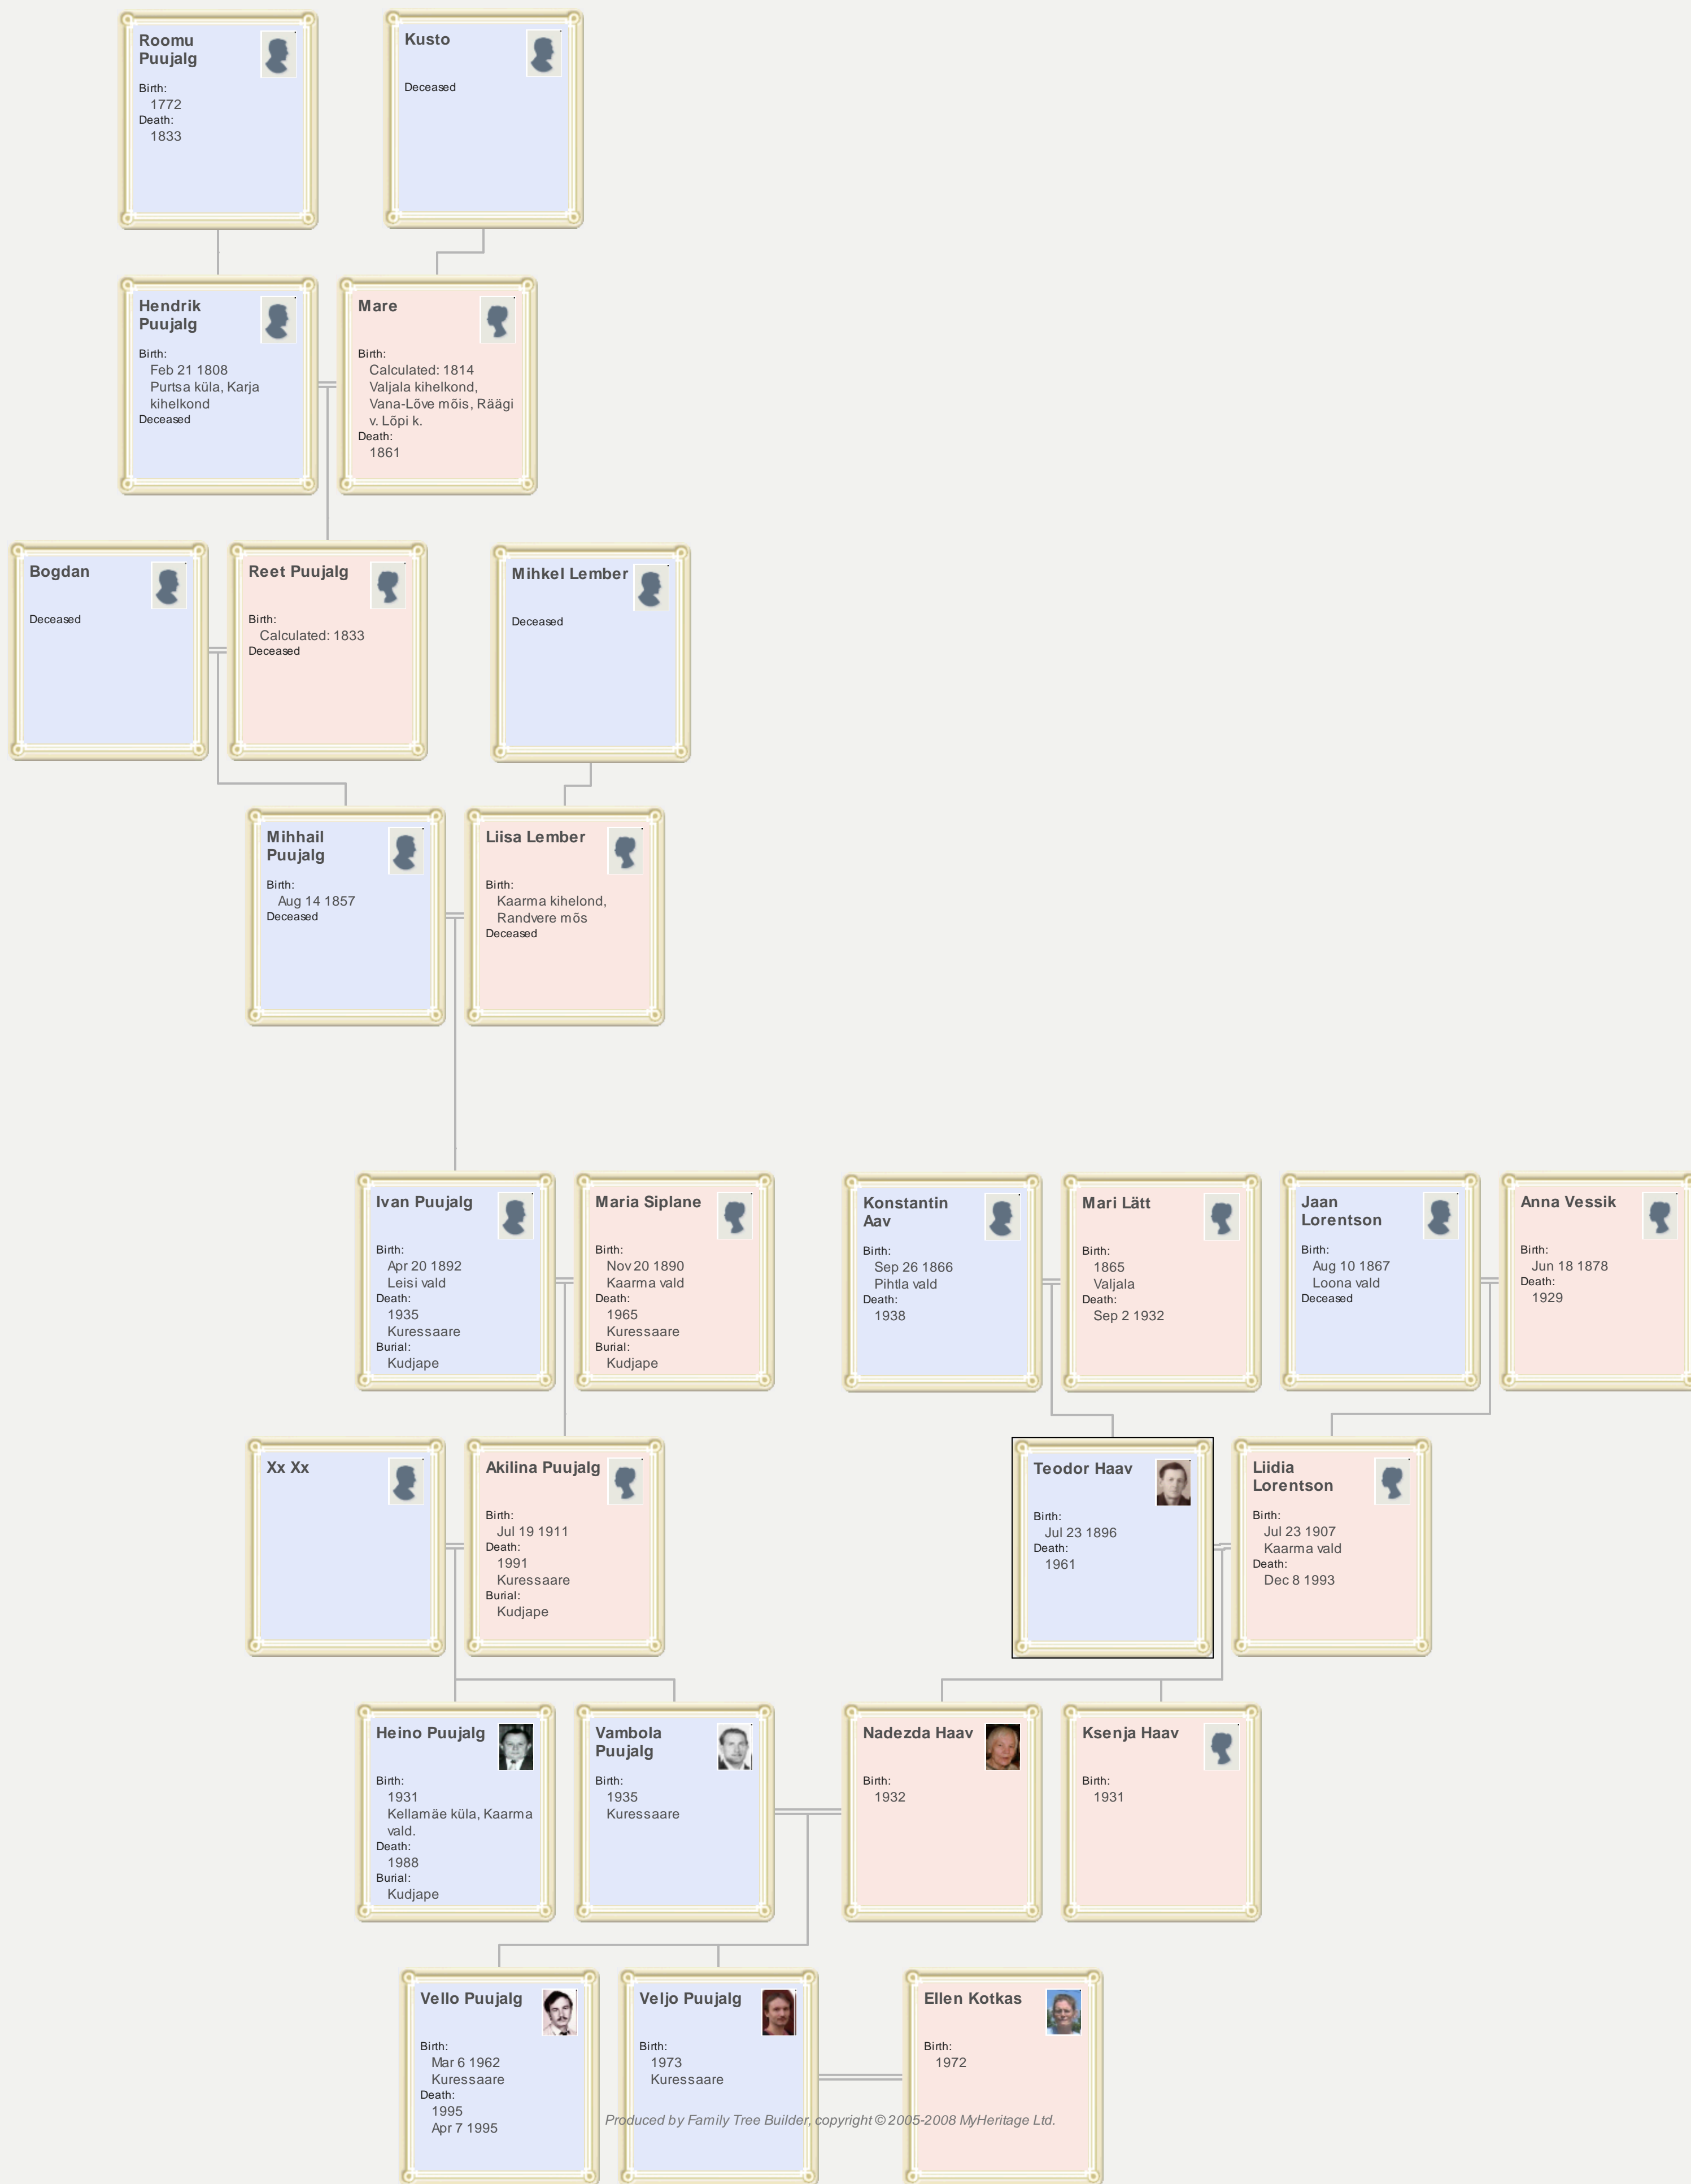 Roomu
Puujalg
Birth:
1772
Death:
1833
Kusto
Deceased
Hendrik
Puujalg
Birth:
Feb 21 1808
Purtsa küla, Karja
kihelkond
Deceased
Mare
Birth:
Calculated: 1814
Valjala kihelkond,
Vana-Lõve mõis, Räägi
v. Lõpi k.
Death:
1861
Bogdan
Deceased
Reet Puujalg
Birth:
Calculated: 1833
Deceased
Mihkel Lember
Deceased
Mihhail
Puujalg
Birth:
Aug 14 1857
Deceased
Liisa Lember
Birth:
Kaarma kihelond,
Randvere mõs
Deceased
Ivan Puujalg
Birth:
Apr 20 1892
Leisi vald
Death:
1935
Kuressaare
Burial:
Kudjape
Maria Siplane
Birth:
Nov 20 1890
Kaarma vald
Death:
1965
Kuressaare
Burial:
Kudjape
Konstantin
Aav
Birth:
Sep 26 1866
Pihtla vald
Death:
1938
Mari Lätt
Birth:
1865
Valjala
Death:
Sep 2 1932
Jaan
Lorentson
Birth:
Aug 10 1867
Loona vald
Deceased
Anna Vessik
Birth:
Jun 18 1878
Death:
1929
Xx Xx
Akilina Puujalg
Birth:
Jul 19 1911
Death:
1991
Kuressaare
Burial:
Kudjape
Teodor Haav
Birth:
Jul 23 1896
Death:
1961
Liidia
Lorentson
Birth:
Jul 23 1907
Kaarma vald
Death:
Dec 8 1993
Heino Puujalg
Birth:
1931
Kellamäe küla, Kaarma
vald.
Death:
1988
Burial:
Kudjape
Vambola
Puujalg
Birth:
1935
Kuressaare
Nadezda Haav
Birth:
1932
Ksenja Haav
Birth:
1931
Vello Puujalg
Birth:
Mar 6 1962
Kuressaare
Death:
1995
Apr 7 1995
Veljo Puujalg
Birth:
1973
Kuressaare
Ellen Kotkas
Birth:
1972
Produced by Family Tree Builder, copyright © 2005-2008 MyHeritage Ltd.